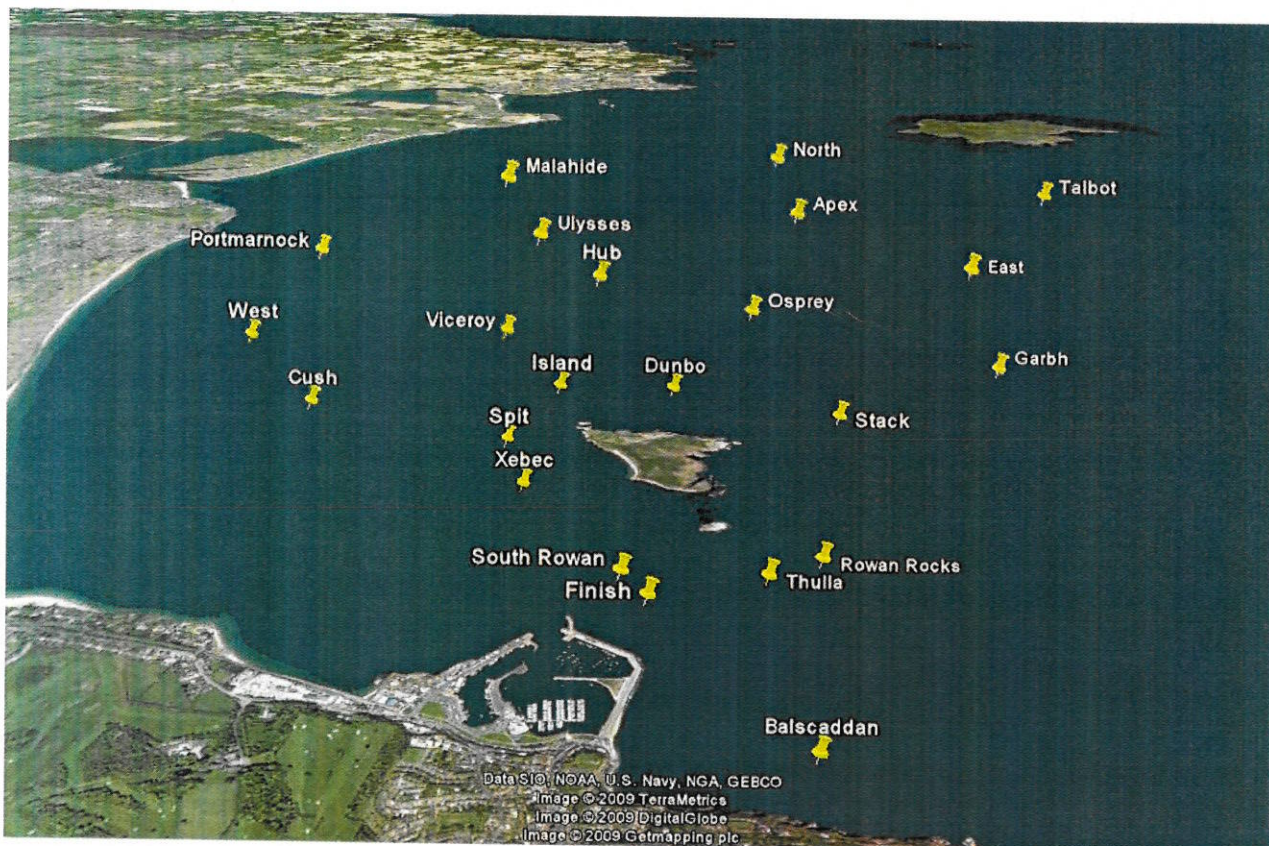 North
Malahide
Talbot
Apex
Ulysses
Portmarnock
Hub
East
Osprey
West
Viceroy
Island
Dunbo
Garbh
Cush
Spit
Stack
Xebec
South Rowan
Rowan Rocks
Finish
Thulla
Balscaddan
Data SIO, NOAA, U.S. Navy, NGA, GEBCO
Image © 2009 TerraMetrics
Image © 2009 DigitalGlobe
Image © 2009 Getmapping plc